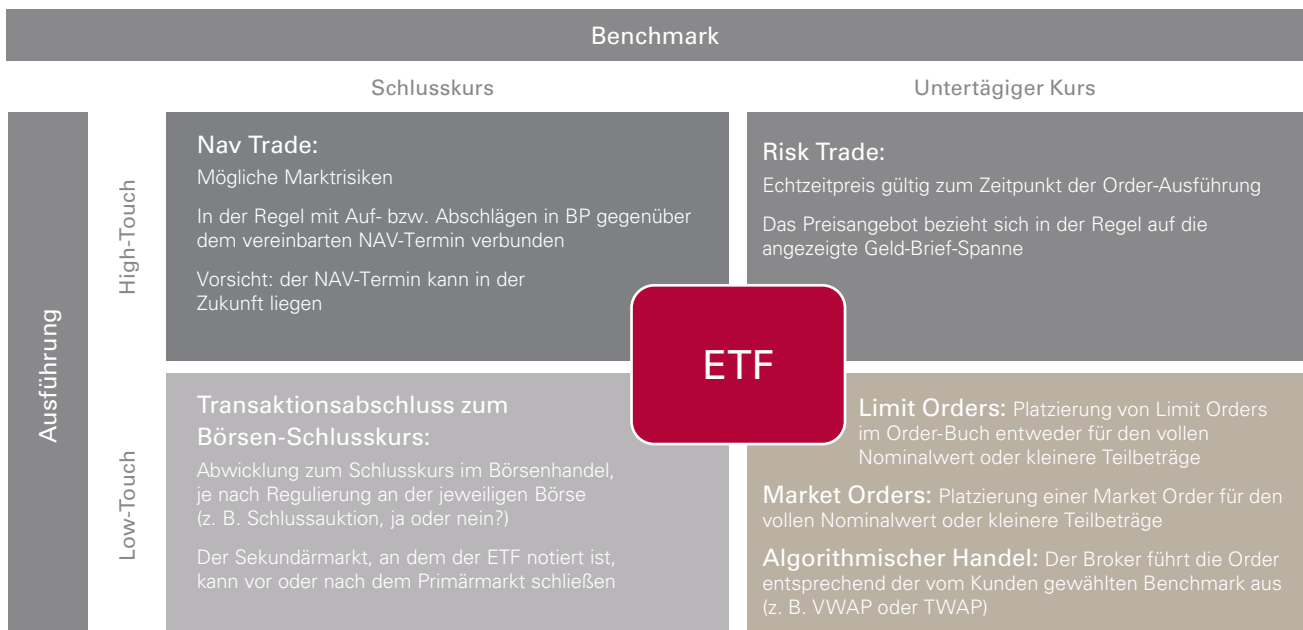 Benchmark
Schlusskurs
Untertägiger Kurs
Ausführung
High-Touch
Nav Trade:
Mögliche Marktrisiken
In der Regel mit Auf- bzw. Abschlägen in BP gegenüber
dem vereinbarten NAV-Termin verbunden
Vorsicht: der NAV-Termin kann in der
Zukunft liegen
Risk Trade:
Echtzeitpreis gültig zum Zeitpunkt der Order-Ausführung
Das Preisangebot bezieht sich in der Regel auf die
angezeigte Geld-Brief-Spanne
ETF
Low-Touch
Transaktionsabschluss zum
Börsen-Schlusskurs:
Abwicklung zum Schlusskurs im Börsenhandel,
je nach Regulierung an der jeweiligen Börse
(z. B. Schlussauktion, ja oder nein?)
Der Sekundärmarkt, an dem der ETF notiert ist,
kann vor oder nach dem Primärmarkt schließen
Limit Orders: Platzierung von Limit Orders
im Order-Buch entweder für den vollen
Nominalwert oder kleinere Teilbeträge
Market Orders: Platzierung einer Market Order für den
vollen Nominalwert oder kleinere Teilbeträge
Algorithmischer Handel: Der Broker führt die Order
entsprechend der vom Kunden gewählten Benchmark aus
(z. B. VWAP oder TWAP)